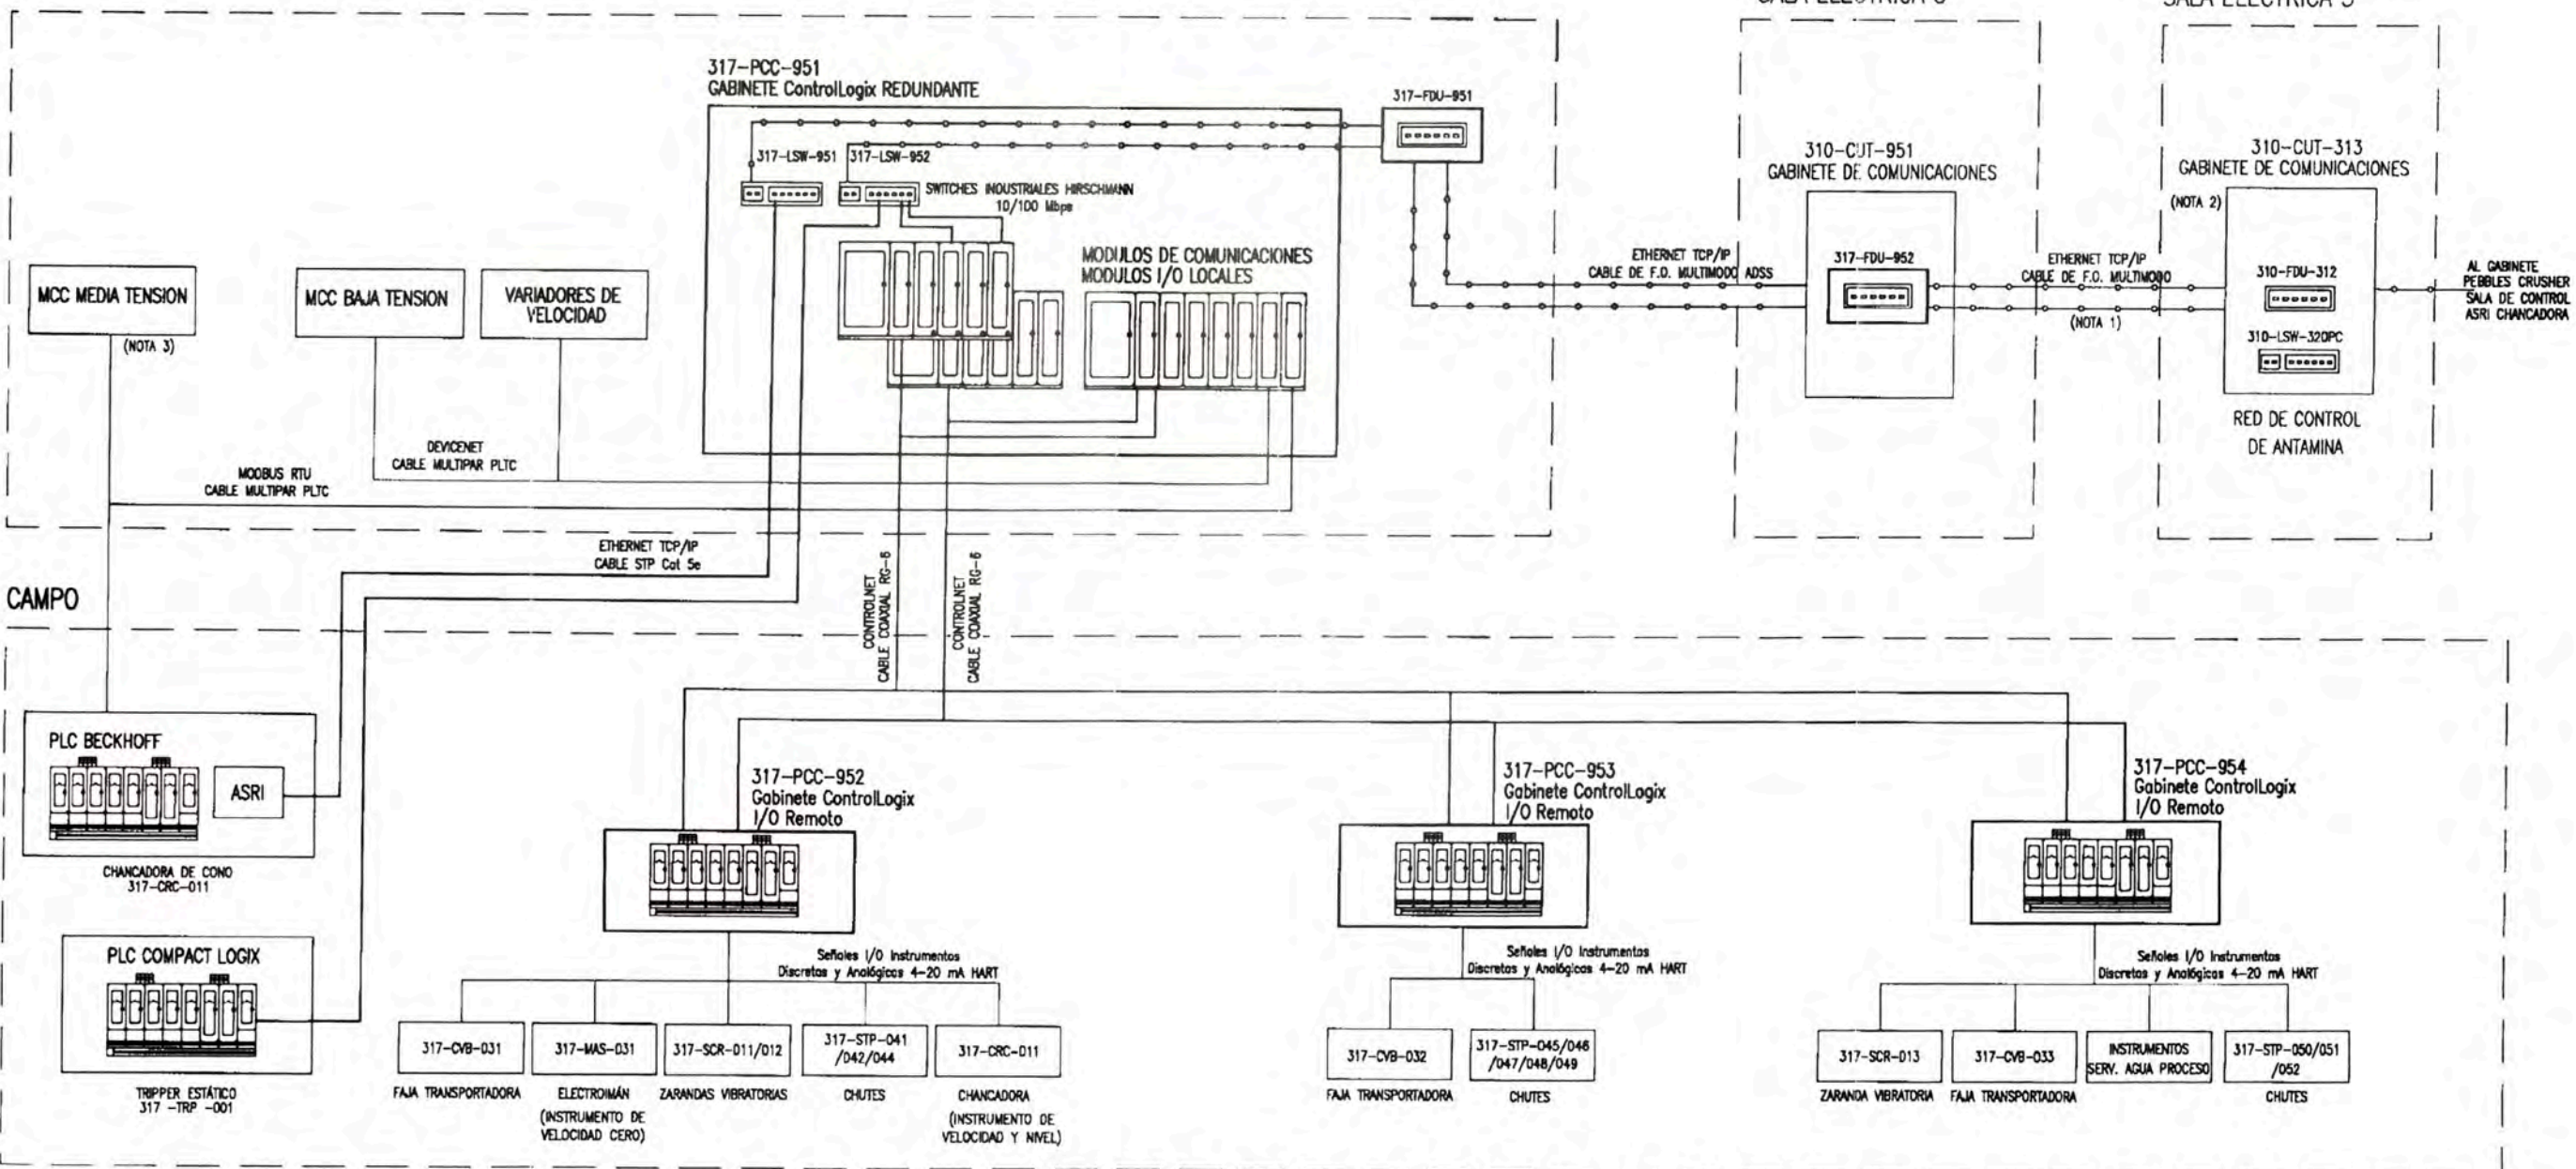 317-PCC-951
GABINETE ControlLogix REDUNDANTE
317-LSW-951
317-LSW-952
SWITCHES INDUSTRIALES HIRSCHMANN
10/100 Mbps
MODULOS DE COMUNICACIONES
MODULOS I/O LOCALES
317-FDU-951
MCC MEDIA TENSION
(NOTA 3)
MCC BAJA TENSION
VARIADORES DE
VELOCIDAD
DEVICENET
CABLE MULTIPAR PLTC
MODBUS RTU
CABLE MULTIPAR PLTC
ETHERNET TCP/IP
CABLE STP Cat 5e
CONTROLNET
CABLE COAXIAL RG-6
CONTROLNET
CABLE COAXIAL RG-6
ETHERNET TCP/IP
CABLE DE F.O. MULTIMODO ADSS
310-CUT-951
GABINETE DE COMUNICACIONES
317-FDU-952
ETHERNET TCP/IP
CABLE DE F.O. MULTIMODO
(NOTA 1)
SALA ELECTRICA
310-CUT-313
GABINETE DE COMUNICACIONES
(NOTA 2)
310-FDU-312
310-LSW-320PC
RED DE CONTROL
DE ANTAMINA
AL GABINETE
PEBBLES CRUSHER
SALA DE CONTROL
ASRI CHANCADORA
CAMPO
PLC BECKHOFF
ASRI
CHANCADORA DE CONO
317-CRC-011
PLC COMPACT LOGIX
TRIPPER ESTÁTICO
317 -TRP -001
317-PCC-952
Gabinete ControlLogix
I/O Remoto
Señales I/O Instrumentos
Discretos y Analógicos 4-20 mA HART
317-CVB-031
FAJA TRANSPORTADORA
317-MAS-031
ELECTROIMÁN
(INSTRUMENTO DE
VELOCIDAD CERO)
317-SCR-011/012
ZARANDAS VIBRATORIAS
317-STP-041
/042/044
CHUTES
317-CRC-011
CHANCADORA
(INSTRUMENTO DE
VELOCIDAD Y NIVEL)
317-PCC-953
Gabinete ControlLogix
I/O Remoto
Señales I/O Instrumentos
Discretos y Analógicos 4-20 mA HART
317-CVB-032
FAJA TRANSPORTADORA
317-STP-045/046
/047/048/049
CHUTES
317-PCC-954
Gabinete ControlLogix
I/O Remoto
Señales I/O Instrumentos
Discretos y Analógicos 4-20 mA HART
317-SCR-013
ZARANDA VIBRATORIA
317-CVB-033
FAJA TRANSPORTADORA
INSTRUMENTOS
SERV. AGUA PROCESO
317-STP-050/051
/052
CHUTES